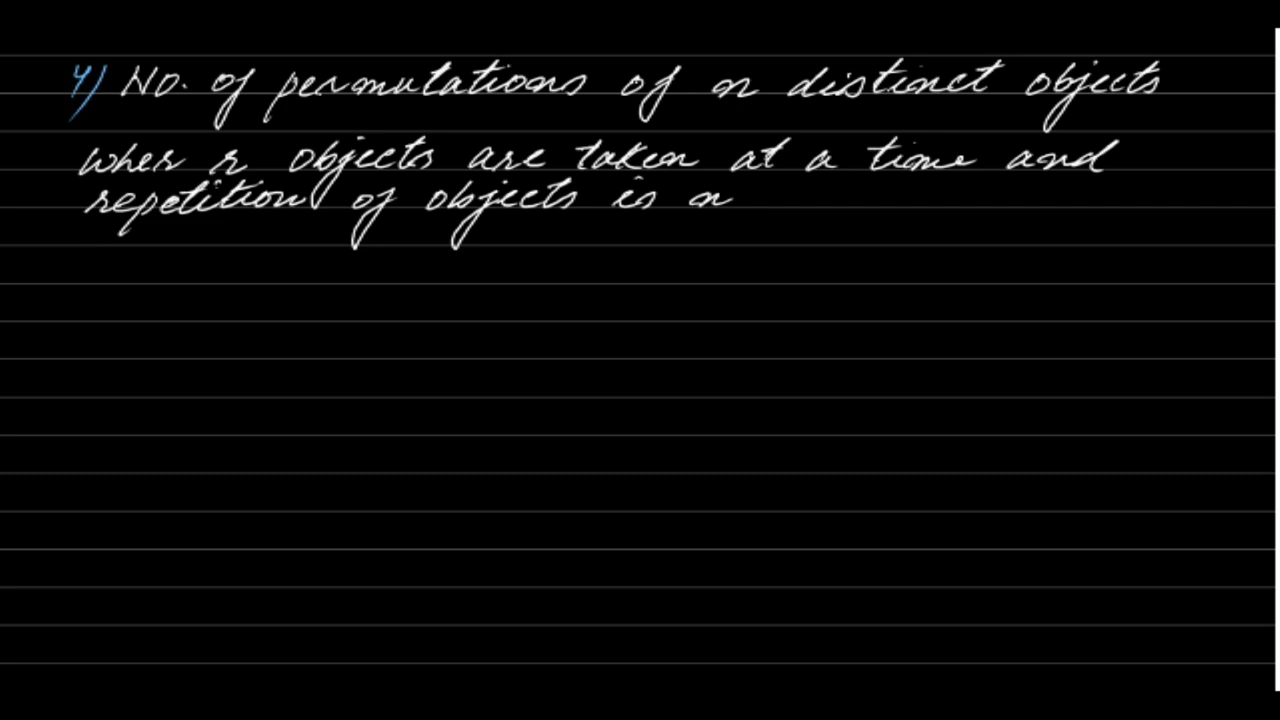 4) No. of permutations of n distinct objects
when r objects are taken at a time and
repetition of objects is n